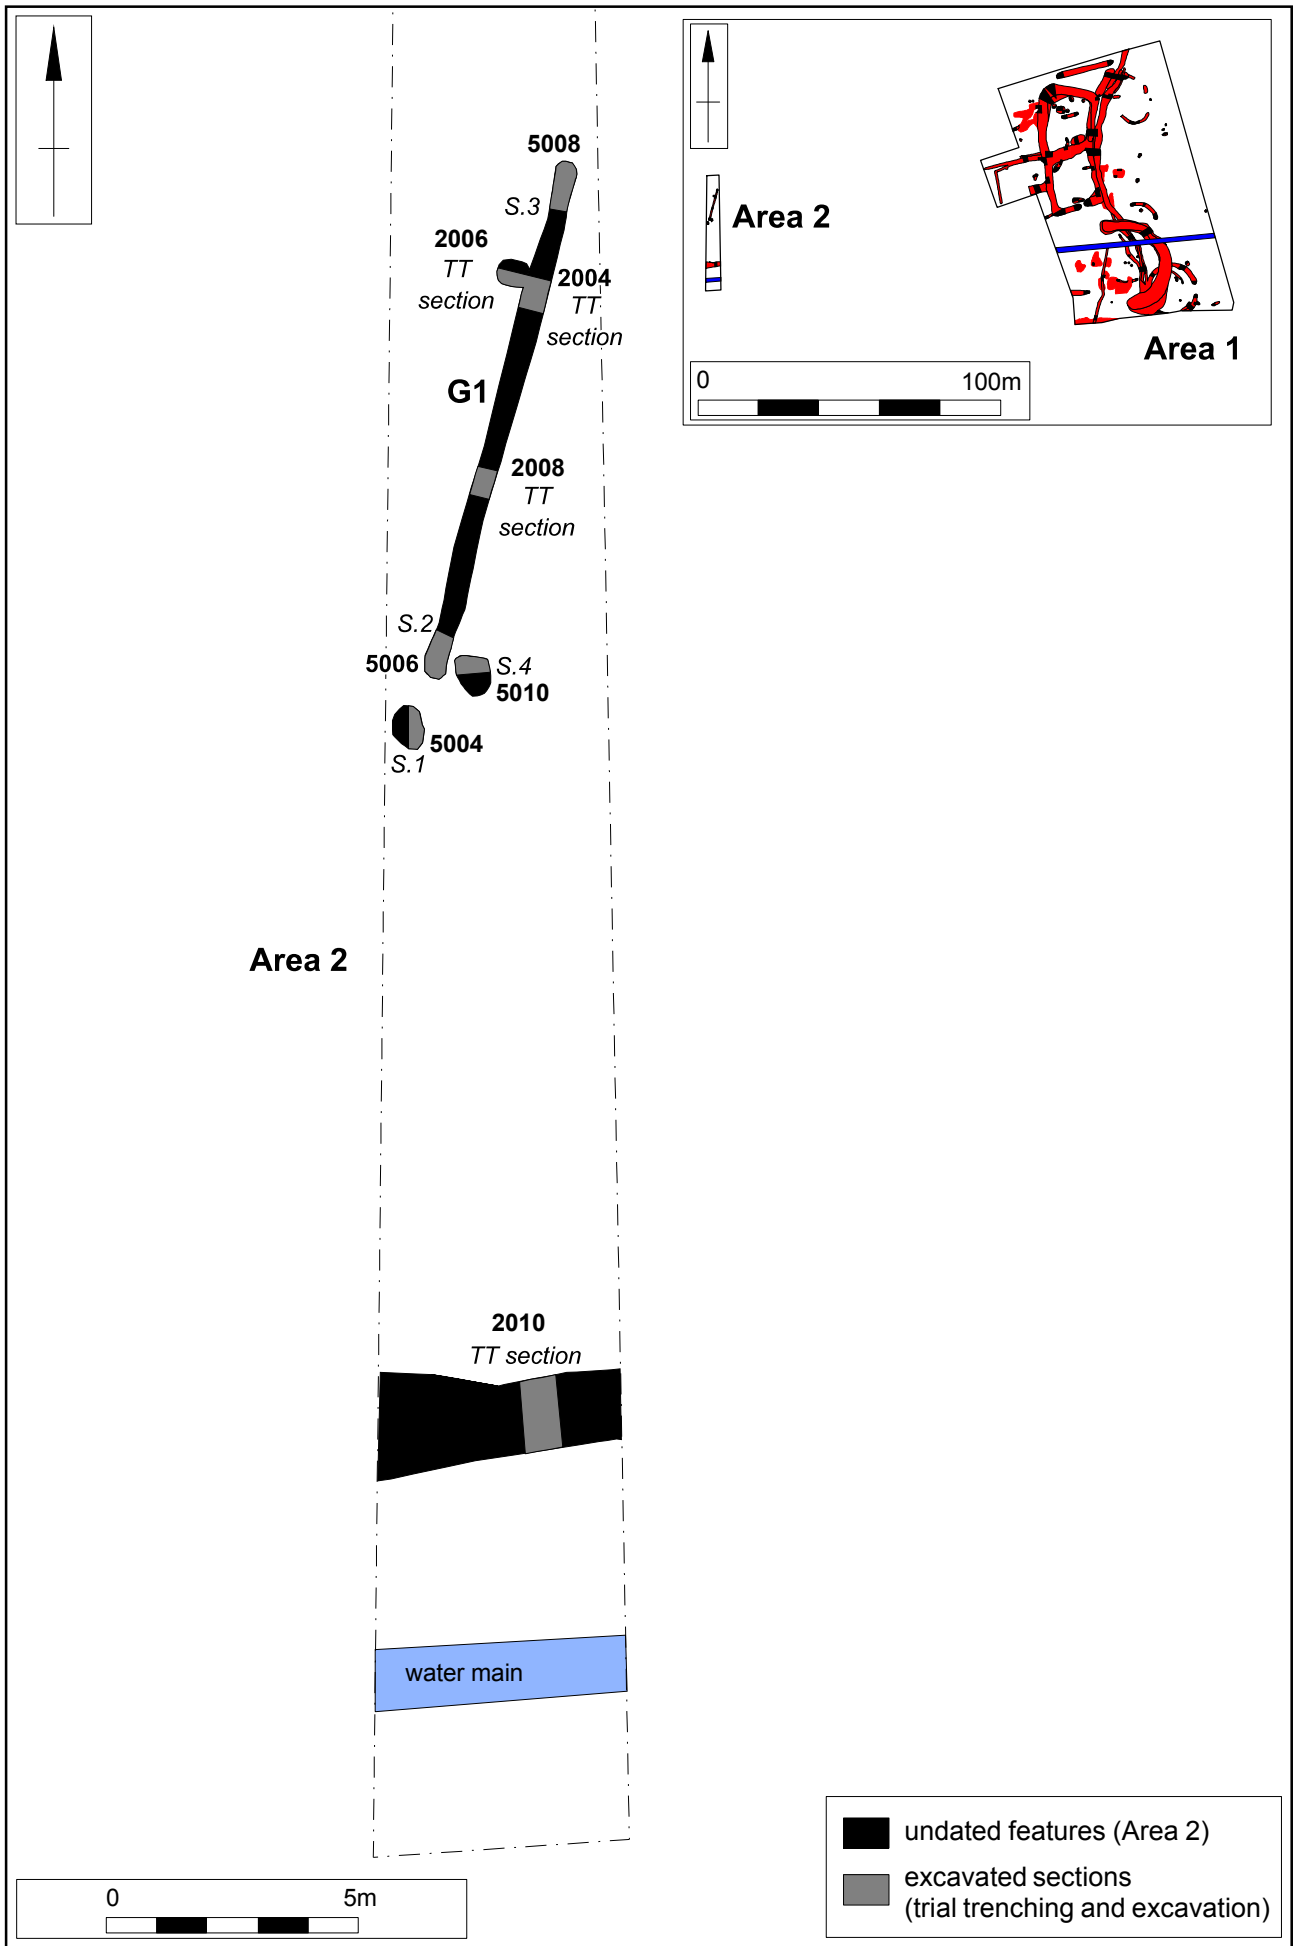 Area 2
Area 1
0 100m
5008
S.3
2006
TT
section
2004
TT
section
G1
2008
TT
section
S.2
5006
S.4
5010
5004
S.1
Area 2
2010
TT section
water main
undated features (Area 2)
excavated sections
(trial trenching and excavation)
0 5m